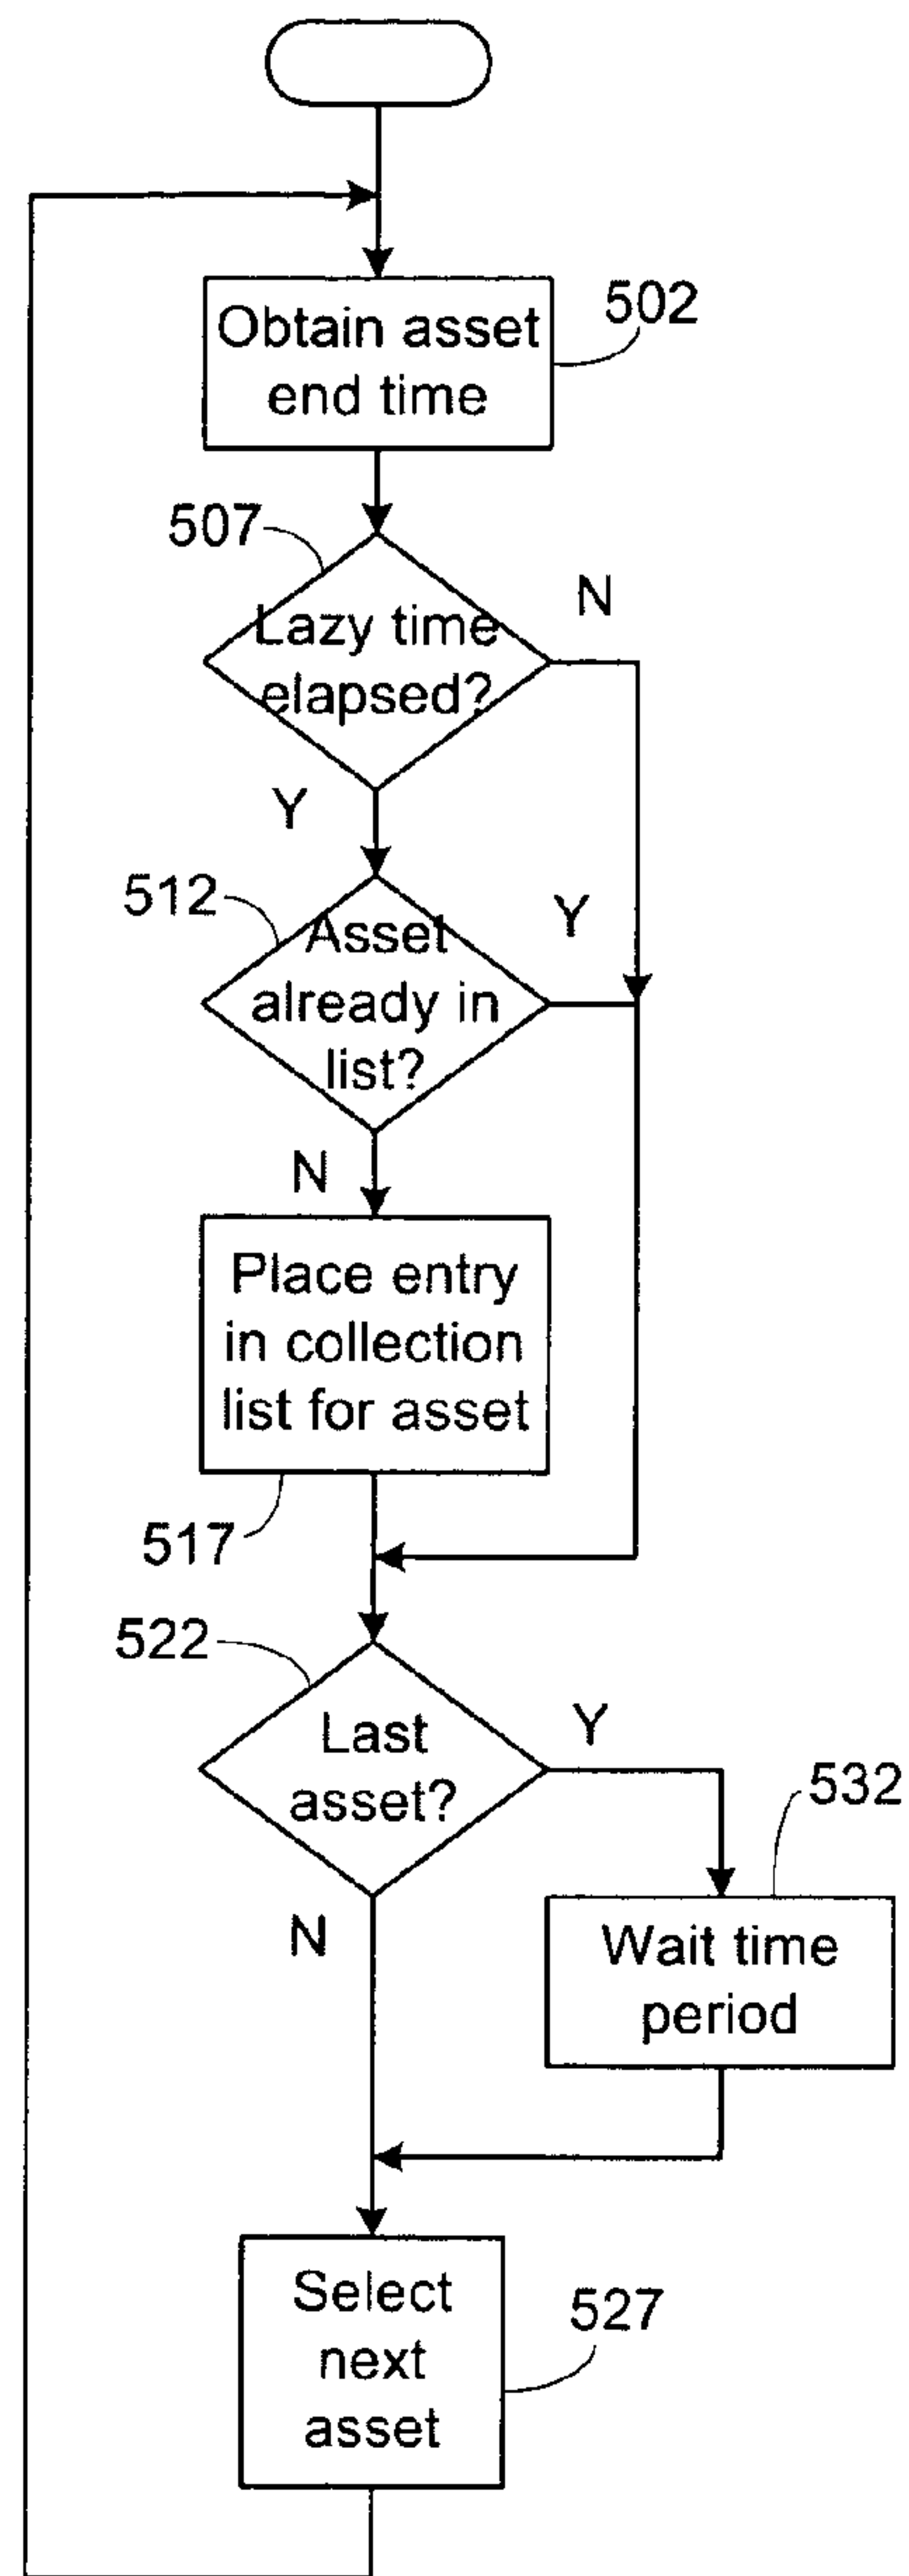 Obtain asset
end time
502
507
Lazy time
elapsed?
N
Y
512
Asset
already in
list?
Y
N
Place entry
in collection
list for asset
517
522
Last
asset?
Y
532
N
Wait time
period
Select
next
asset
527